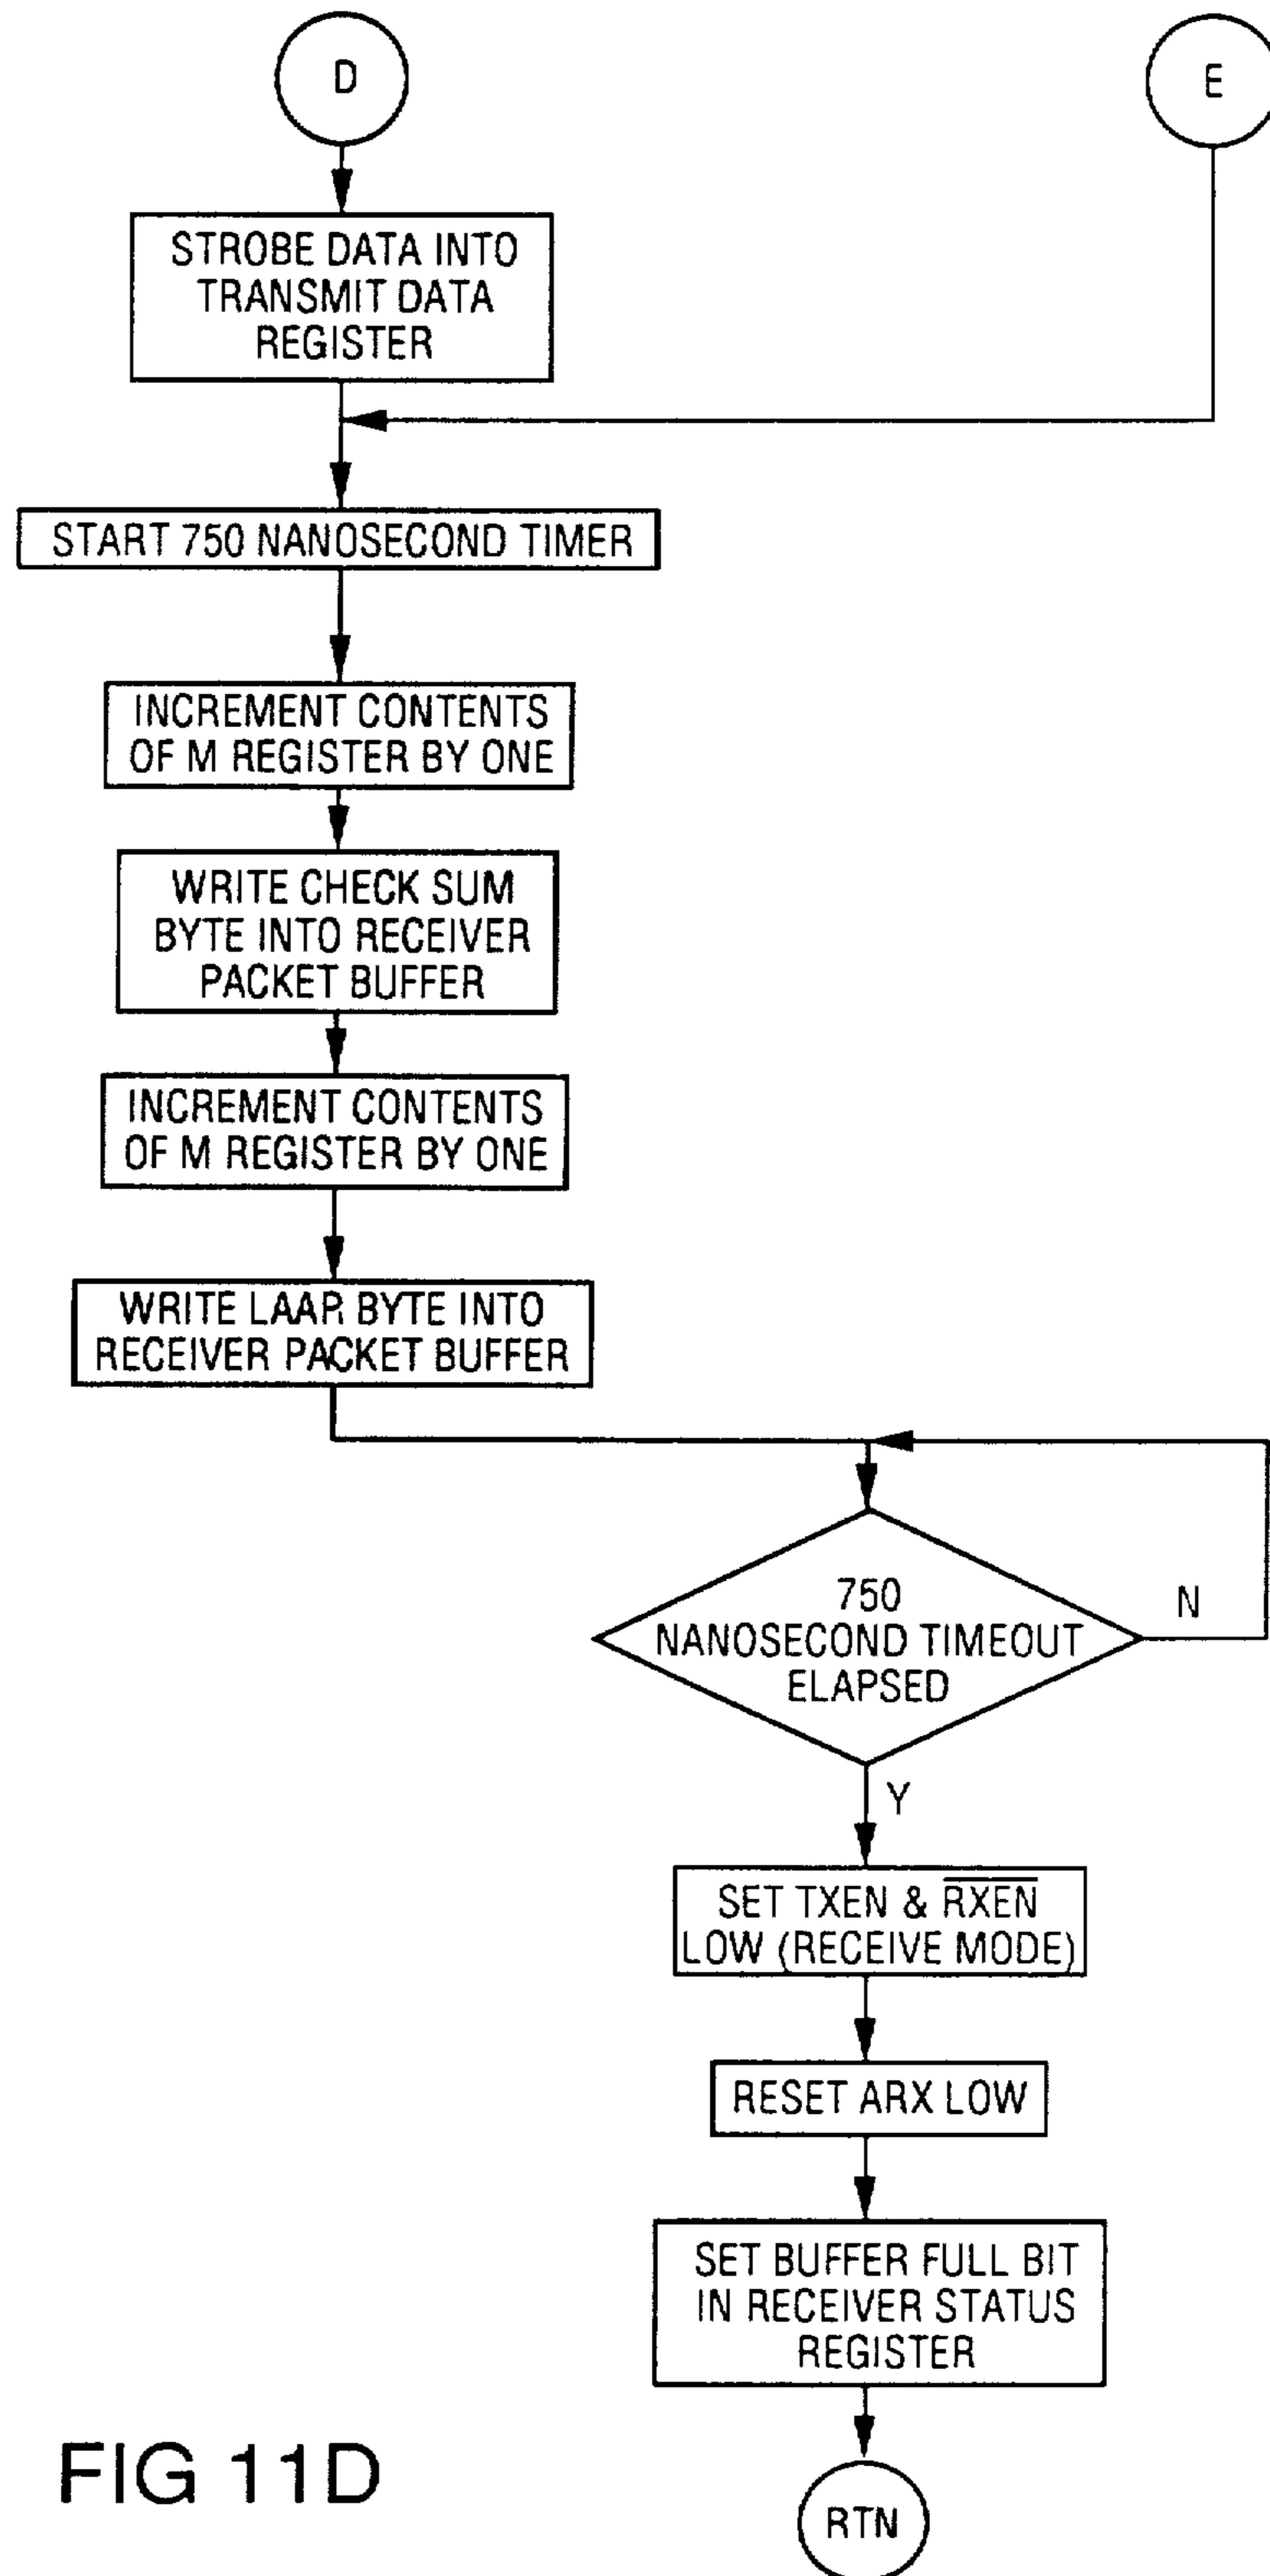 D
E
STROBE DATA INTO
TRANSMIT DATA
REGISTER
START 750 NANOSECOND TIMER
INCREMENT CONTENTS
OF M REGISTER BY ONE
WRITE CHECK SUM
BYTE INTO RECEIVER
PACKET BUFFER
INCREMENT CONTENTS
OF M REGISTER BY ONE
WRITE LAAR BYTE INTO
RECEIVER PACKET BUFFER
750
NANOSECOND TIMEOUT
ELAPSED
N
Y
SET TXEN & R̅X̅E̅N̅
LOW (RECEIVE MODE)
RESET ARX LOW
SET BUFFER FULL BIT
IN RECEIVER STATUS
REGISTER
RTN
FIG 11D